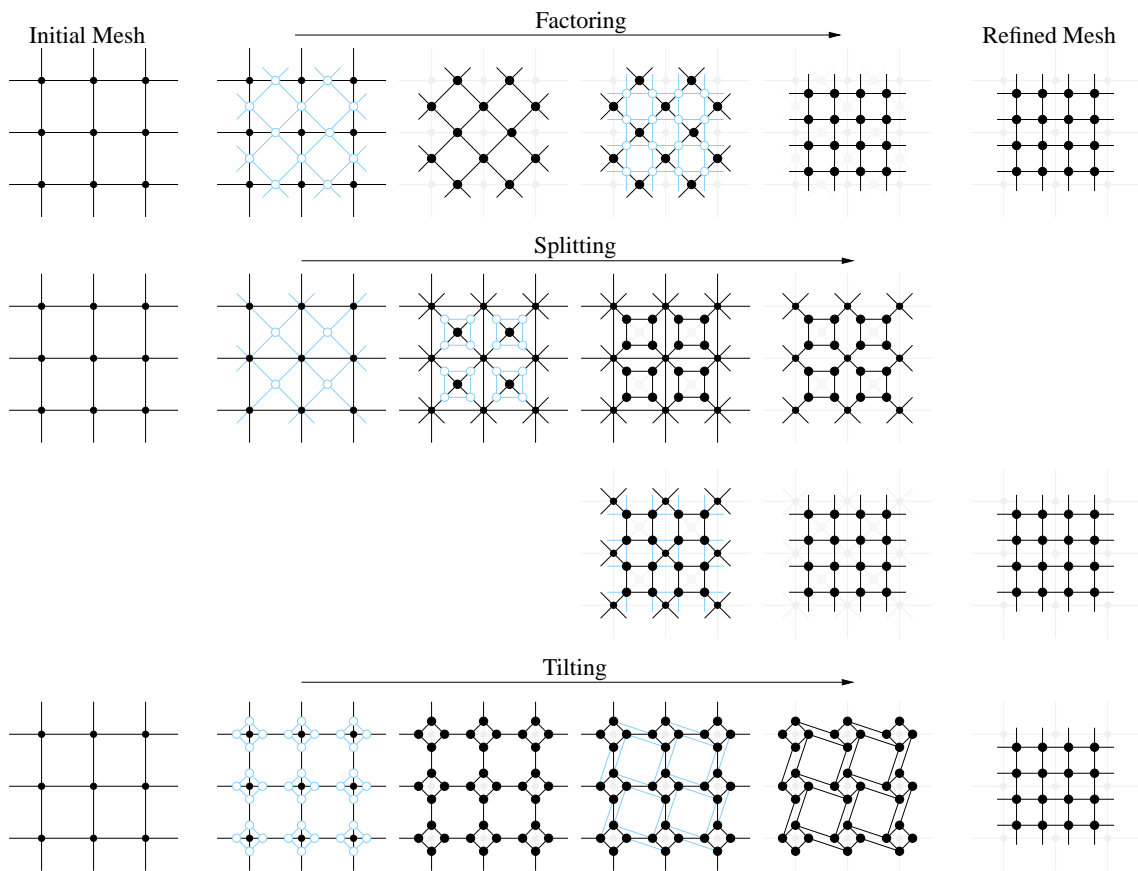 Factoring
Initial Mesh
Refined Mesh
Splitting
Tilting